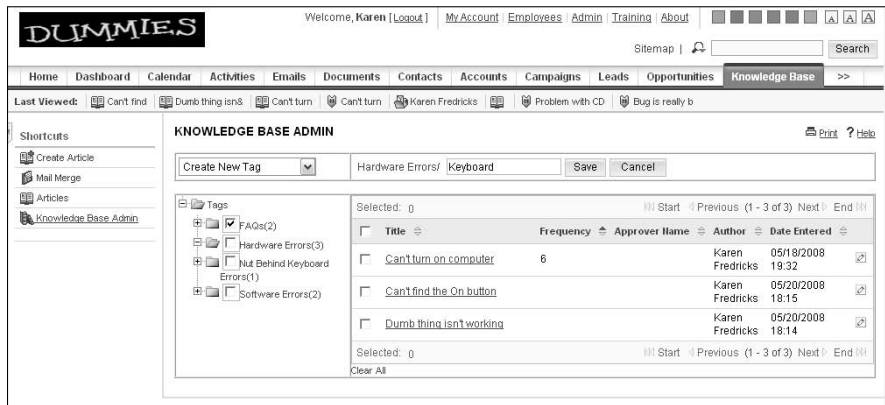 DUMMIES
Welcome, Karen [ Logout ] | My Account | Employees | Admin | Training | About A A A
Sitemap | Search
Home Dashboard Calendar Activities Emails Documents Contacts Accounts Campaigns Leads Opportunities Knowledge Base >>
Last Viewed: Can't find Dumb thing isn& Can't turn Can't turn Karen Fredricks Problem with CD Bug is really b
Shortcuts
Create Article
Mail Merge
Articles
Knowledge Base Admin
KNOWLEDGE BASE ADMIN
Print ? Help
Create New Tag
Hardware Errors/ Keyboard Save Cancel
Tags
FAQs(2)
Hardware Errors(3)
Nut Behind Keyboard
Errors(1)
Software Errors(2)
Selected: 0 Start Previous (1 - 3 of 3) Next End
Title Frequency Approver Name Author Date Entered
Can't turn on computer 6 Karen Fredricks 05/18/2008 19:32
Can't find the On button Karen Fredricks 05/20/2008 18:15
Dumb thing isn't working Karen Fredricks 05/20/2008 18:14
Selected: 0 Start Previous (1 - 3 of 3) Next End
Clear All